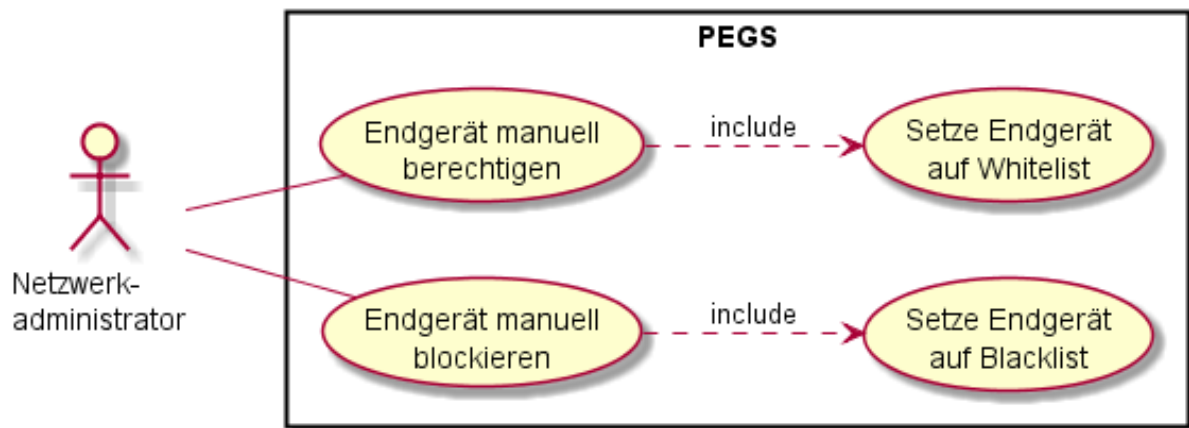 PEGS
Endgerät manuell
berechtigen
include
Setze Endgerät
auf Whitelist
Netzwerk-
administrator
Endgerät manuell
blockieren
include
Setze Endgerät
auf Blacklist